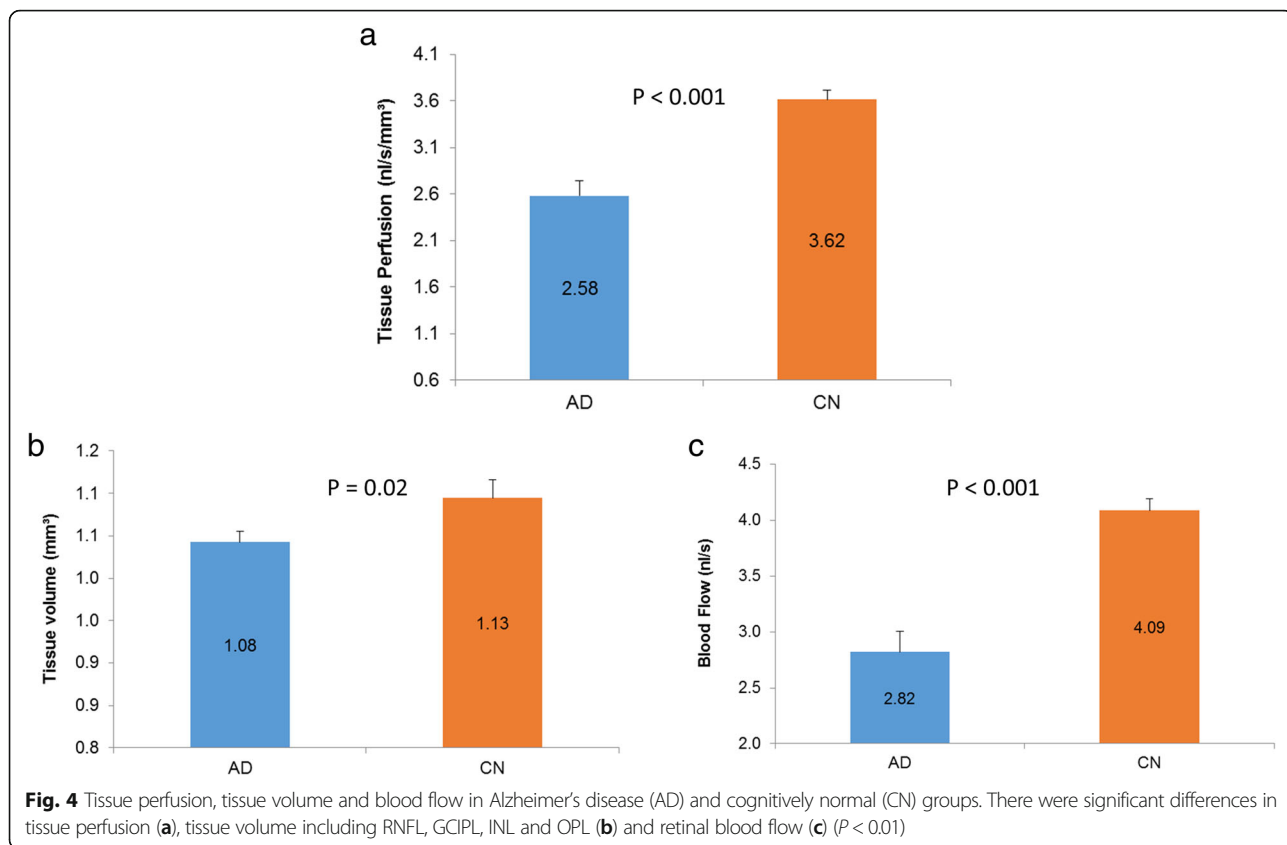 a
Tissue Perfusion (nl/s/mm³)
4.1
3.6
3.1
2.6
2.1
1.6
1.1
0.6
P < 0.001
2.58
3.62
AD
CN
b
Tissue volume (mm³)
1.2
1.1
1.1
1.0
1.0
0.9
0.9
0.8
P = 0.02
1.08
1.13
AD
CN
c
Blood Flow (nl/s)
4.5
4.0
3.5
3.0
2.5
2.0
P < 0.001
2.82
4.09
AD
CN
Fig. 4 Tissue perfusion, tissue volume and blood flow in Alzheimer's disease (AD) and cognitively normal (CN) groups. There were significant differences in
tissue perfusion (a), tissue volume including RNFL, GCIPL, INL and OPL (b) and retinal blood flow (c) (P < 0.01)